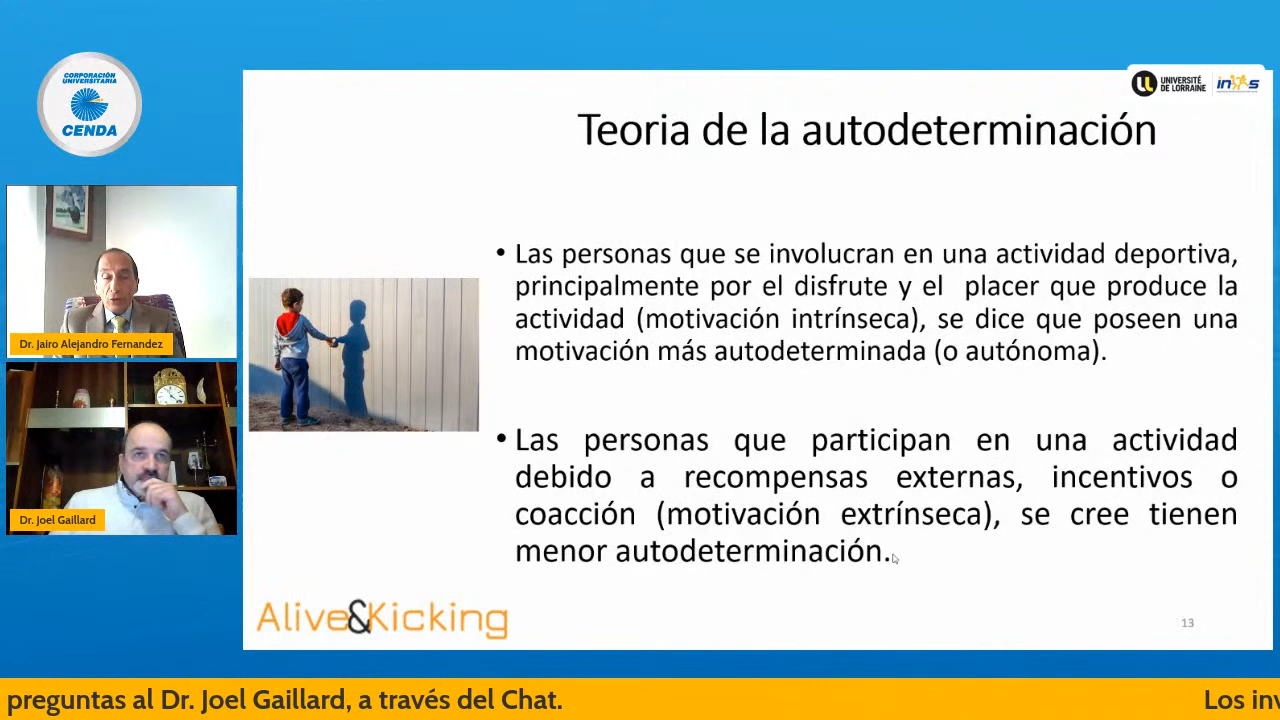 CORPORACIÓN
UNIVERSITARIA
CENDA
UNIVERSITÉ
DE LORRAINE
Teoria de la autodeterminación
• Las personas que se involucran en una actividad deportiva,
principalmente por el disfrute y el placer que produce la
actividad (motivación intrínseca), se dice que poseen una
motivación más autodeterminada (o autónoma).
• Las personas que participan en una actividad
debido a recompensas externas, incentivos o
coacción (motivación extrínseca), se cree tienen
menor autodeterminación.
Dr. Jairo Alejandro Fernandez
Dr. Joel Gaillard
Alive&Kicking
13
preguntas al Dr. Joel Gaillard, a través del Chat.
Los inv